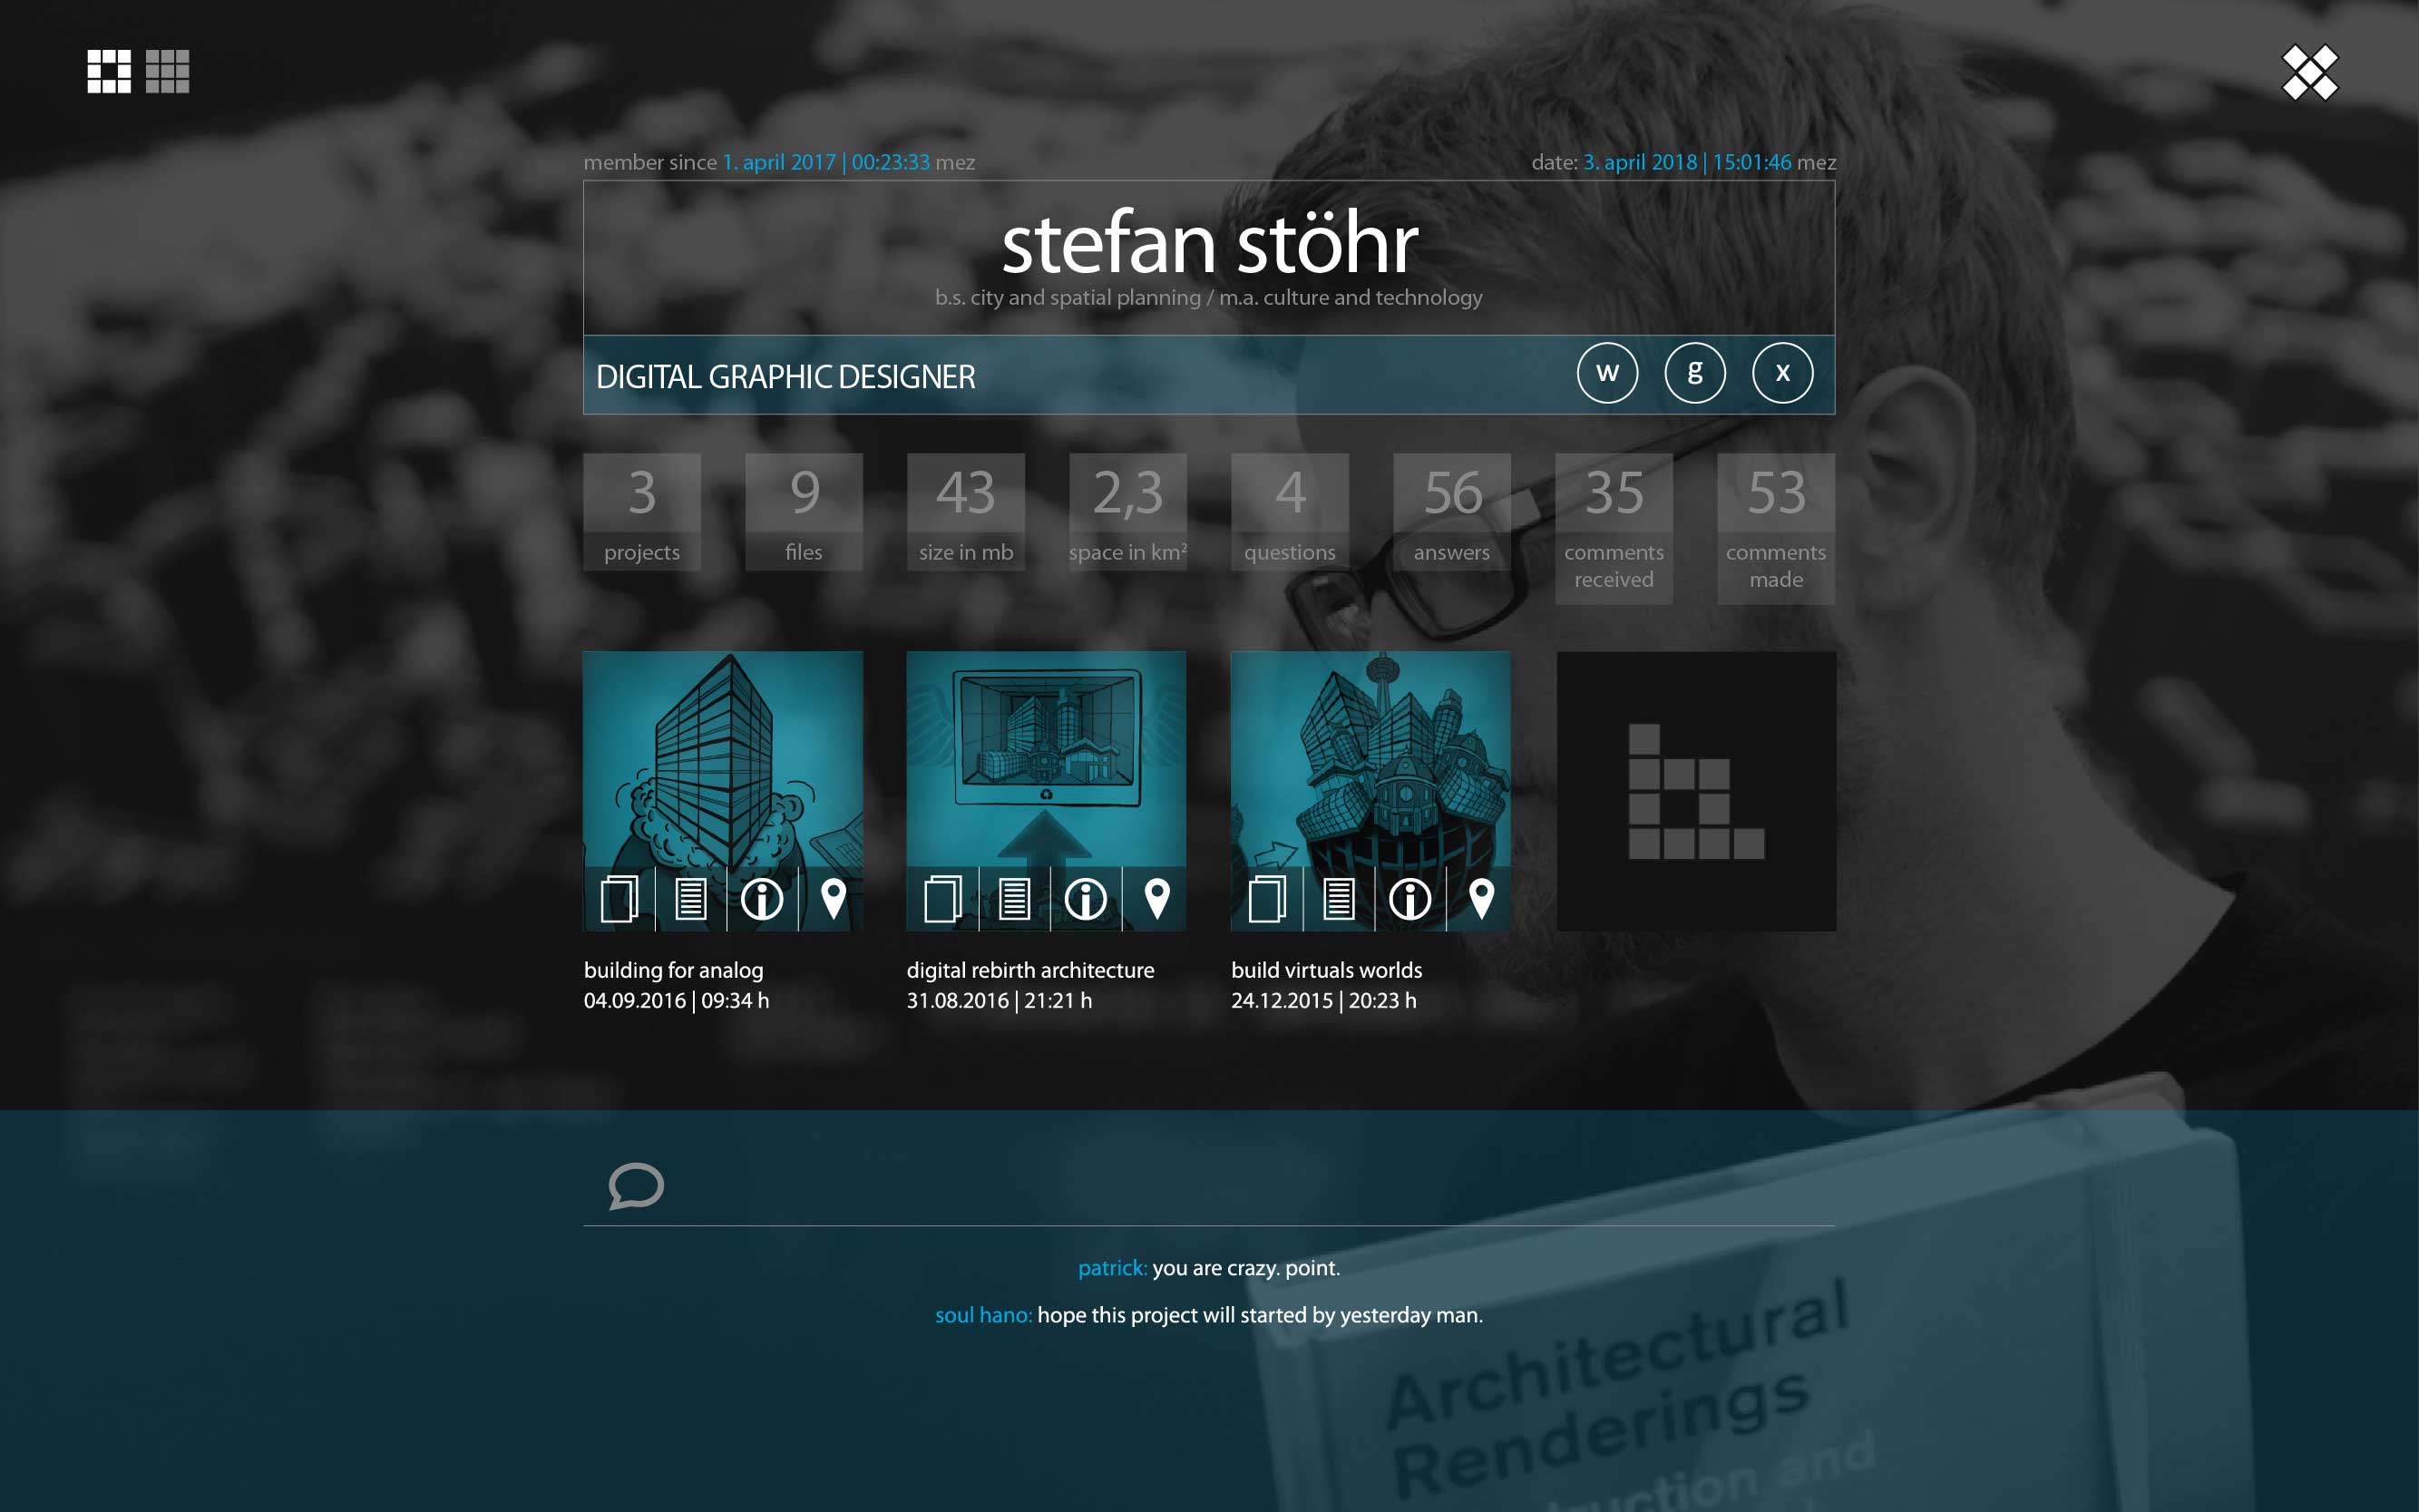 member since 1. april 2017 | 00:23:33 mez
date: 3. april 2018 | 15:01:46 mez
stefan stöhr
b.s. city and spatial planning / m.a. culture and technology
DIGITAL GRAPHIC DESIGNER
w g x
3 9 43 2,3 4 56 35 53
projects files size in mb space in km² questions answers comments comments
received made
building for analog
04.09.2016 | 09:34 h
digital rebirth architecture
31.08.2016 | 21:21 h
build virtuals worlds
24.12.2015 | 20:23 h
patrick: you are crazy. point.
soul hano: hope this project will started by yesterday man.
Architectural
Renderings
and